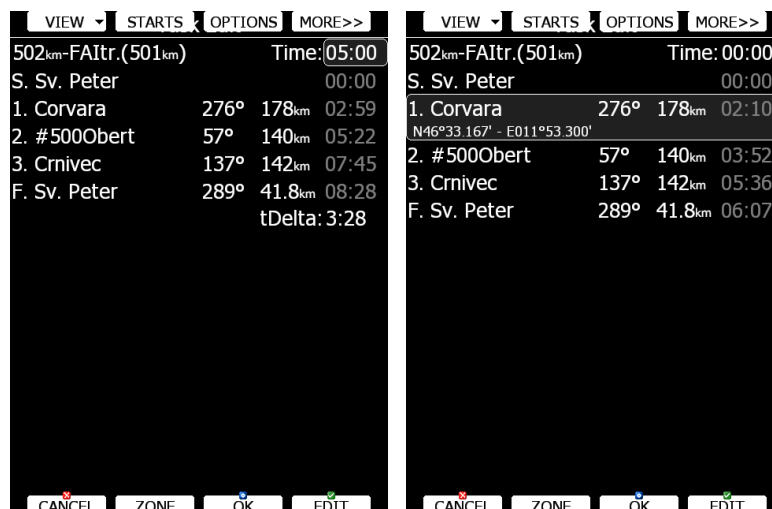 VIEW STARTS OPTIONS MORE>>
502km-FAItr.(501km) Time: 05:00
S. Sv. Peter 00:00
1. Corvara 276° 178km 02:59
2. #500Obert 57° 140km 05:22
3. Crnivec 137° 142km 07:45
F. Sv. Peter 289° 41.8km 08:28
tDelta: 3:28
CANCEL ZONE OK EDIT
VIEW STARTS OPTIONS MORE>>
502km-FAItr.(501km) Time: 00:00
S. Sv. Peter 00:00
1. Corvara 276° 178km 02:10
N46°33.167' - E011°53.300'
2. #500Obert 57° 140km 03:52
3. Crnivec 137° 142km 05:36
F. Sv. Peter 289° 41.8km 06:07
CANCEL ZONE OK EDIT